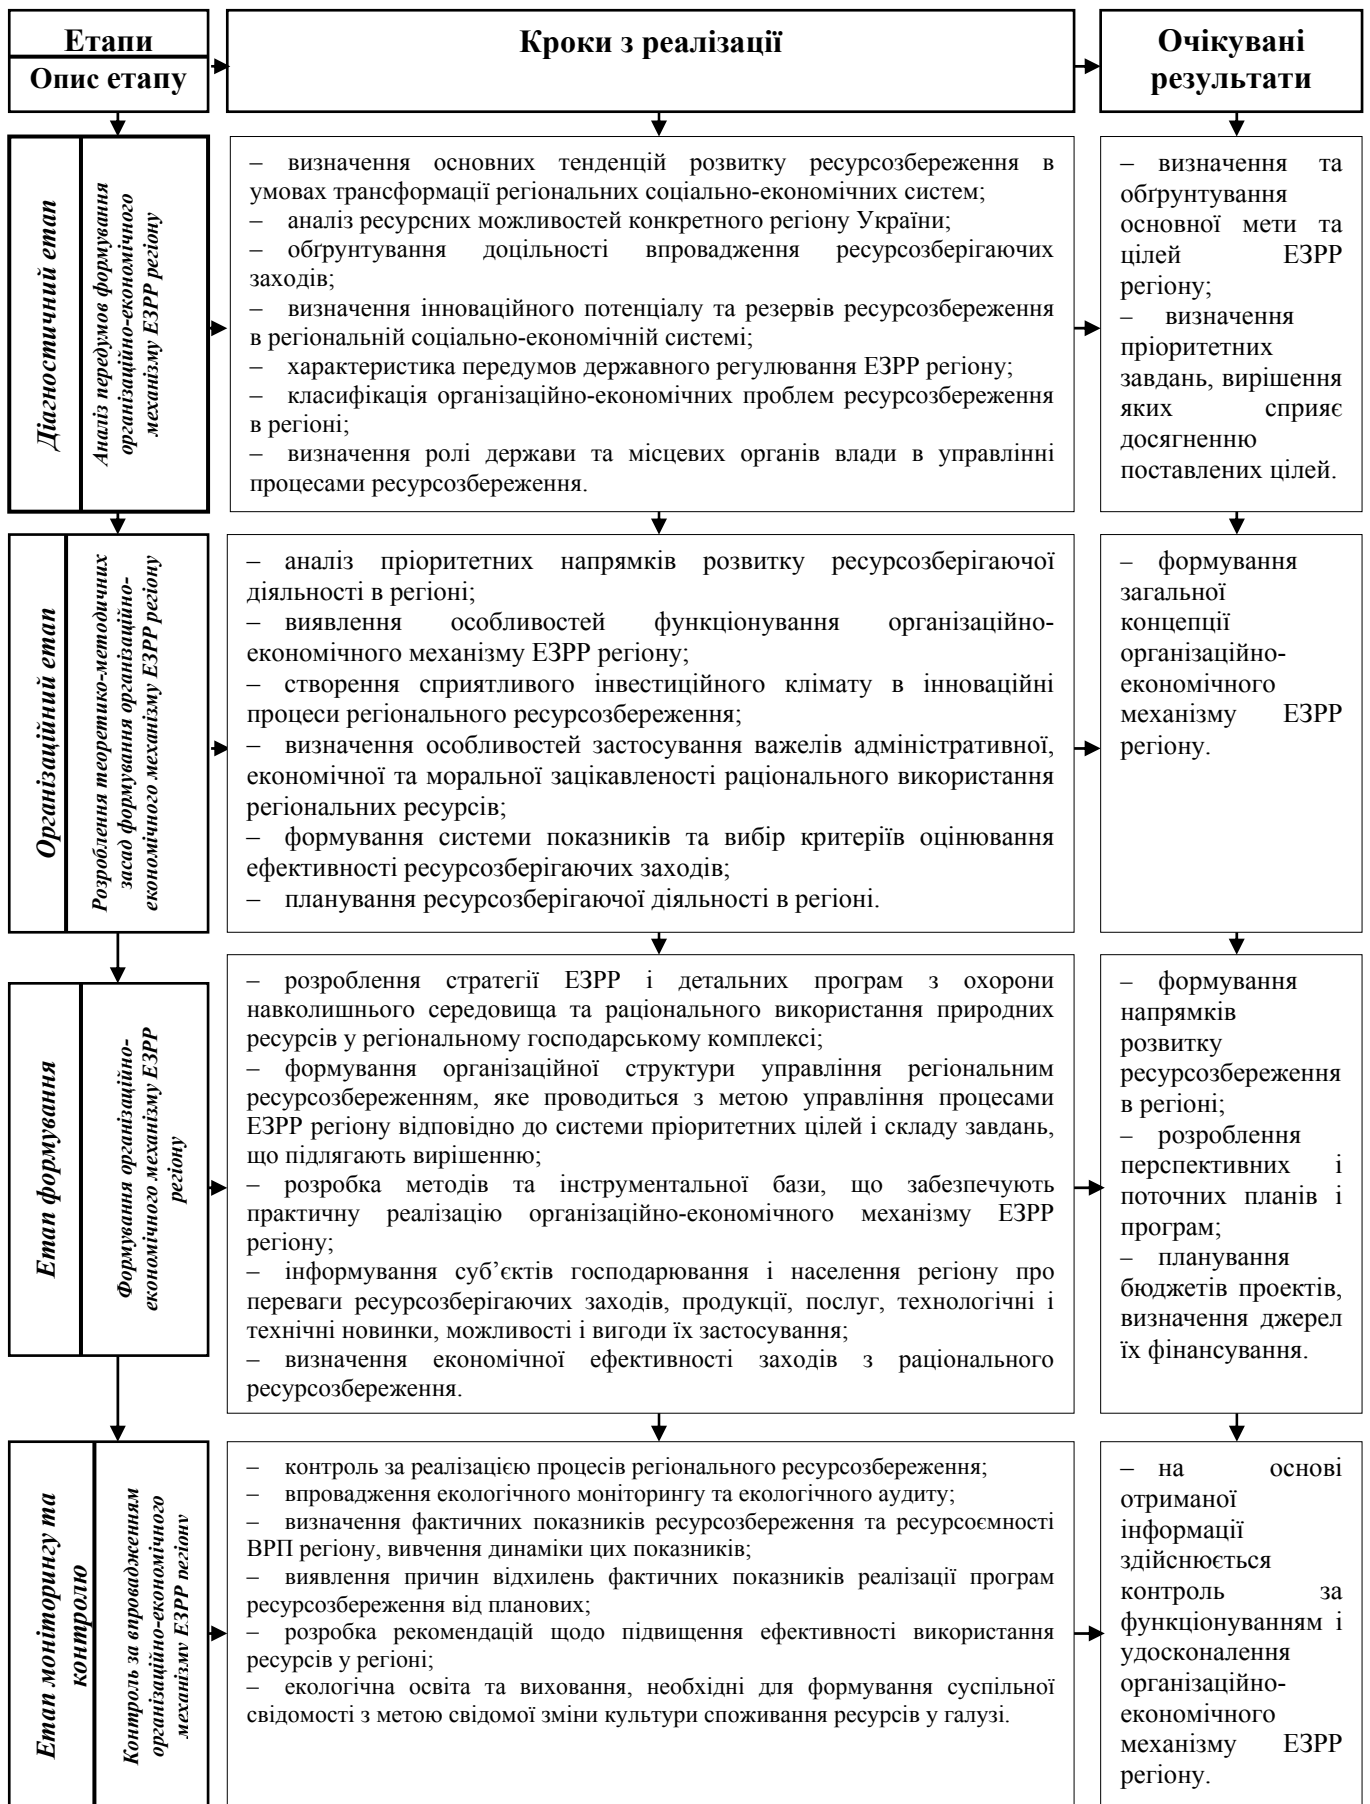 Етапи
Опис етапу
Кроки з реалізації
Очікувані
результати
Діагностичний етап
Аналіз передумов формування
організаційно-економічного
механізму ЕЗРР регіону
– визначення основних тенденцій розвитку ресурсозбереження в
умовах трансформації регіональних соціально-економічних систем;
– аналіз ресурсних можливостей конкретного регіону України;
– обґрунтування доцільності впровадження ресурсозберігаючих
заходів;
– визначення інноваційного потенціалу та резервів ресурсозбереження
в регіональній соціально-економічній системі;
– характеристика передумов державного регулювання ЕЗРР регіону;
– класифікація організаційно-економічних проблем ресурсозбереження
в регіоні;
– визначення ролі держави та місцевих органів влади в управлінні
процесами ресурсозбереження.
– визначення та
обґрунтування
основної мети та
цілей ЕЗРР
регіону;
– визначення
пріоритетних
завдань, вирішення
яких сприяє
досягненню
поставлених цілей.
Організаційний етап
Розроблення теоретико-методичних
засад формування організаційно-
економічного механізму ЕЗРР регіону
– аналіз пріоритетних напрямків розвитку ресурсозберігаючої
діяльності в регіоні;
– виявлення особливостей функціонування організаційно-
економічного механізму ЕЗРР регіону;
– створення сприятливого інвестиційного клімату в інноваційні
процеси регіонального ресурсозбереження;
– визначення особливостей застосування важелів адміністративної,
економічної та моральної зацікавленості раціонального використання
регіональних ресурсів;
– формування системи показників та вибір критеріїв оцінювання
ефективності ресурсозберігаючих заходів;
– планування ресурсозберігаючої діяльності в регіоні.
– формування
загальної
концепції
організаційно-
економічного
механізму ЕЗРР
регіону.
Етап формування
Формування організаційно-
економічного механізму ЕЗРР
регіону
– розроблення стратегії ЕЗРР і детальних програм з охорони
навколишнього середовища та раціонального використання природних
ресурсів у регіональному господарському комплексі;
– формування організаційної структури управління регіональним
ресурсозбереженням, яке проводиться з метою управління процесами
ЕЗРР регіону відповідно до системи пріоритетних цілей і складу завдань,
що підлягають вирішенню;
– розробка методів та інструментальної бази, що забезпечують
практичну реалізацію організаційно-економічного механізму ЕЗРР
регіону;
– інформування суб’єктів господарювання і населення регіону про
переваги ресурсозберігаючих заходів, продукції, послуг, технологічні і
технічні новинки, можливості і вигоди їх застосування;
– визначення економічної ефективності заходів з раціонального
ресурсозбереження.
– формування
напрямків
розвитку
ресурсозбереження
в регіоні;
– розроблення
перспективних і
поточних планів і
програм;
– планування
бюджетів проектів,
визначення джерел
їх фінансування.
Етап моніторингу та
контролю
Контроль за впровадженням
організаційно-економічного
механізму ЕЗРР регіону
– контроль за реалізацією процесів регіонального ресурсозбереження;
– впровадження екологічного моніторингу та екологічного аудиту;
– визначення фактичних показників ресурсозбереження та ресурсоємності
ВРП регіону, вивчення динаміки цих показників;
– виявлення причин відхилень фактичних показників реалізації програм
ресурсозбереження від планових;
– розробка рекомендацій щодо підвищення ефективності використання
ресурсів у регіоні;
– екологічна освіта та виховання, необхідні для формування суспільної
свідомості з метою свідомої зміни культури споживання ресурсів у галузі.
– на основі
отриманої
інформації
здійснюється
контроль за
функціонуванням і
удосконалення
організаційно-
економічного
механізму ЕЗРР
регіону.